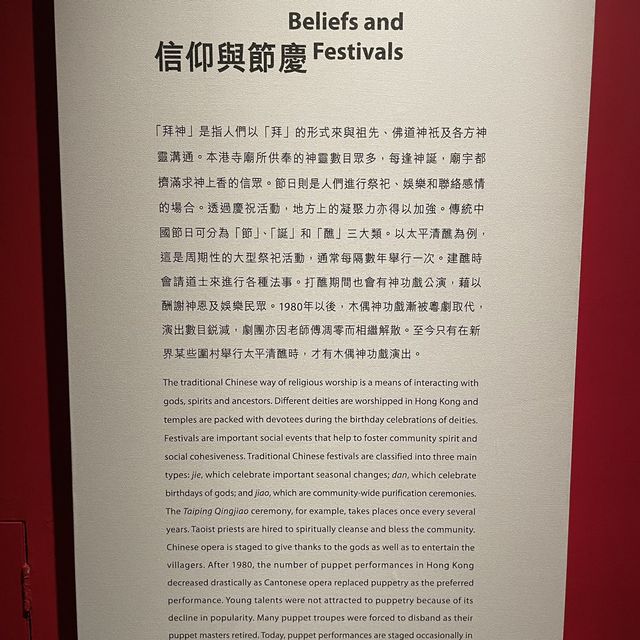 Beliefs and
信仰與節慶 Festivals
「拜神」是指人們以「拜」的形式來與祖先、佛道神祇及各方神
靈溝通。本港寺廟所供奉的神靈數目眾多，每逢神誕，廟宇都
擠滿求神上香的信眾。節日則是人們進行祭祀、娛樂和聯絡感情
的場合。透過慶祝活動，地方上的凝聚力亦得以加強。傳統中
國節日可分為「節」、「誕」和「醮」三大類。以太平清醮為例，
這是周期性的大型祭祀活動，通常每隔數年舉行一次。建醮時
會請道士來進行各種法事。打醮期間也會有神功戲公演，藉以
酬謝神恩及娛樂民眾。1980年以後，木偶神功戲漸被粵劇取代，
演出數目銳減，劇團亦因老師傅凋零而相繼解散。至今只有在新
界某些圍村舉行太平清醮時，才有木偶神功戲演出。
The traditional Chinese way of religious worship is a means of interacting with
gods, spirits and ancestors. Different deities are worshipped in Hong Kong and
temples are packed with devotees during the birthday celebrations of deities.
Festivals are important social events that help to foster community spirit and
social cohesiveness. Traditional Chinese festivals are classified into three main
types: jie, which celebrate important seasonal changes; dan, which celebrate
birthdays of gods; and jiao, which are community-wide purification ceremonies.
The Taiping Qingjiao ceremony, for example, takes places once every several
years. Taoist priests are hired to spiritually cleanse and bless the community.
Chinese opera is staged to give thanks to the gods as well as to entertain the
villagers. After 1980, the number of puppet performances in Hong Kong
decreased drastically as Cantonese opera replaced puppetry as the preferred
performance. Young talents were not attracted to puppetry because of its
decline in popularity. Many puppet troupes were forced to disband as their
puppet masters retired. Today, puppet performances are staged occasionally in